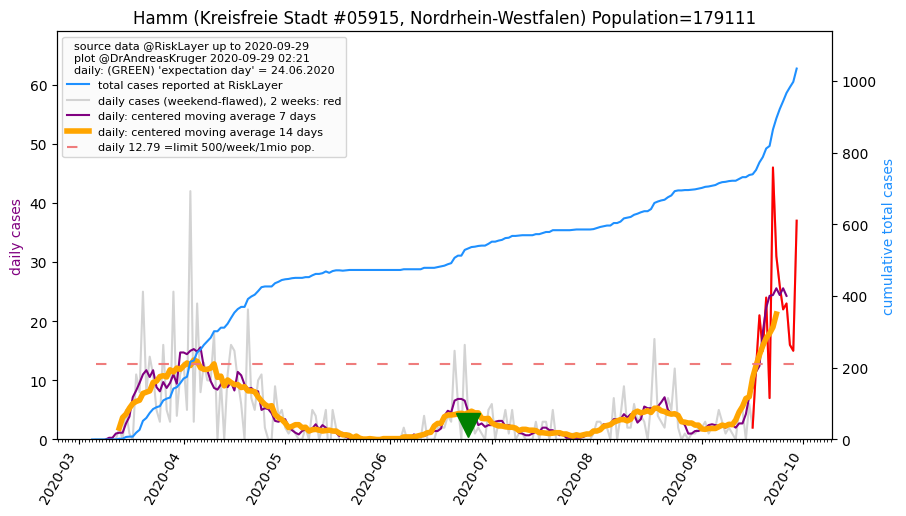 Hamm (Kreisfreie Stadt #05915, Nordrhein-Westfalen) Population=179111
source data @RiskLayer up to 2020-09-29
plot @DrAndreasKruger 2020-09-29 02:21
daily: (GREEN) 'expectation day' = 24.06.2020
total cases reported at RiskLayer
daily cases (weekend-flawed), 2 weeks: red
daily: centered moving average 7 days
daily: centered moving average 14 days
daily 12.79 =limit 500/week/1mio pop.
daily cases
60
50
40
30
20
10
0
cumulative total cases
1000
800
600
400
200
0
2020-03
2020-04
2020-05
2020-06
2020-07
2020-08
2020-09
2020-10